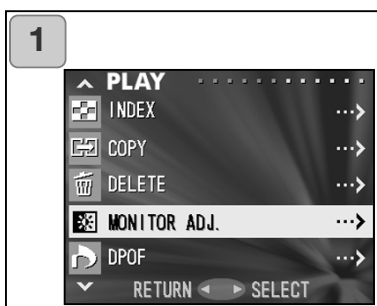 1
PLAY
INDEX
COPY
DELETE
MONITOR ADJ.
DPOF
RETURN SELECT